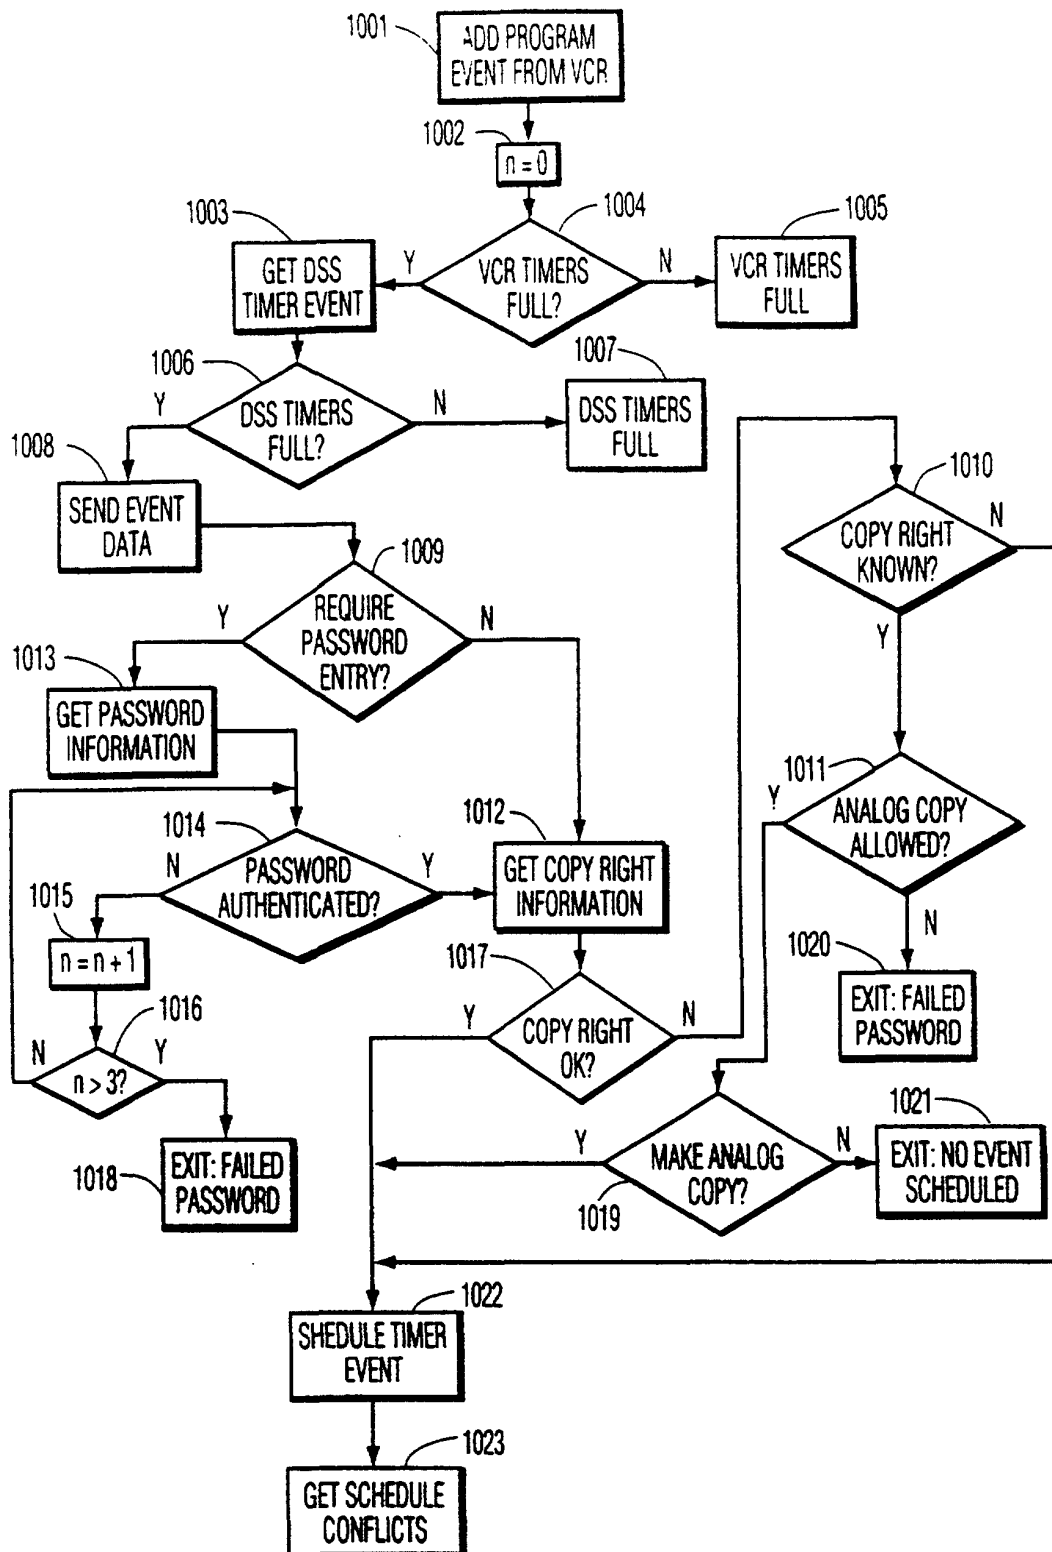 1001
ADD PROGRAM
EVENT FROM VCR
1002
n = 0
1003
1004
1005
GET DSS
TIMER EVENT
Y
VCR TIMERS
FULL?
N
VCR TIMERS
FULL
1006
1007
Y
DSS TIMERS
FULL?
N
DSS TIMERS
FULL
1008
SEND EVENT
DATA
1010
COPY RIGHT
KNOWN?
N
Y
1009
Y
REQUIRE
PASSWORD
ENTRY?
N
1013
GET PASSWORD
INFORMATION
1011
Y
ANALOG COPY
ALLOWED?
N
1014
N
PASSWORD
AUTHENTICATED?
Y
1012
GET COPY RIGHT
INFORMATION
1015
n = n + 1
1016
N
n > 3?
Y
1017
Y
COPY RIGHT
OK?
N
1020
EXIT: FAILED
PASSWORD
1018
EXIT: FAILED
PASSWORD
Y
MAKE ANALOG
COPY?
N
1019
1021
EXIT: NO EVENT
SCHEDULED
1022
SHEDULE TIMER
EVENT
1023
GET SCHEDULE
CONFLICTS